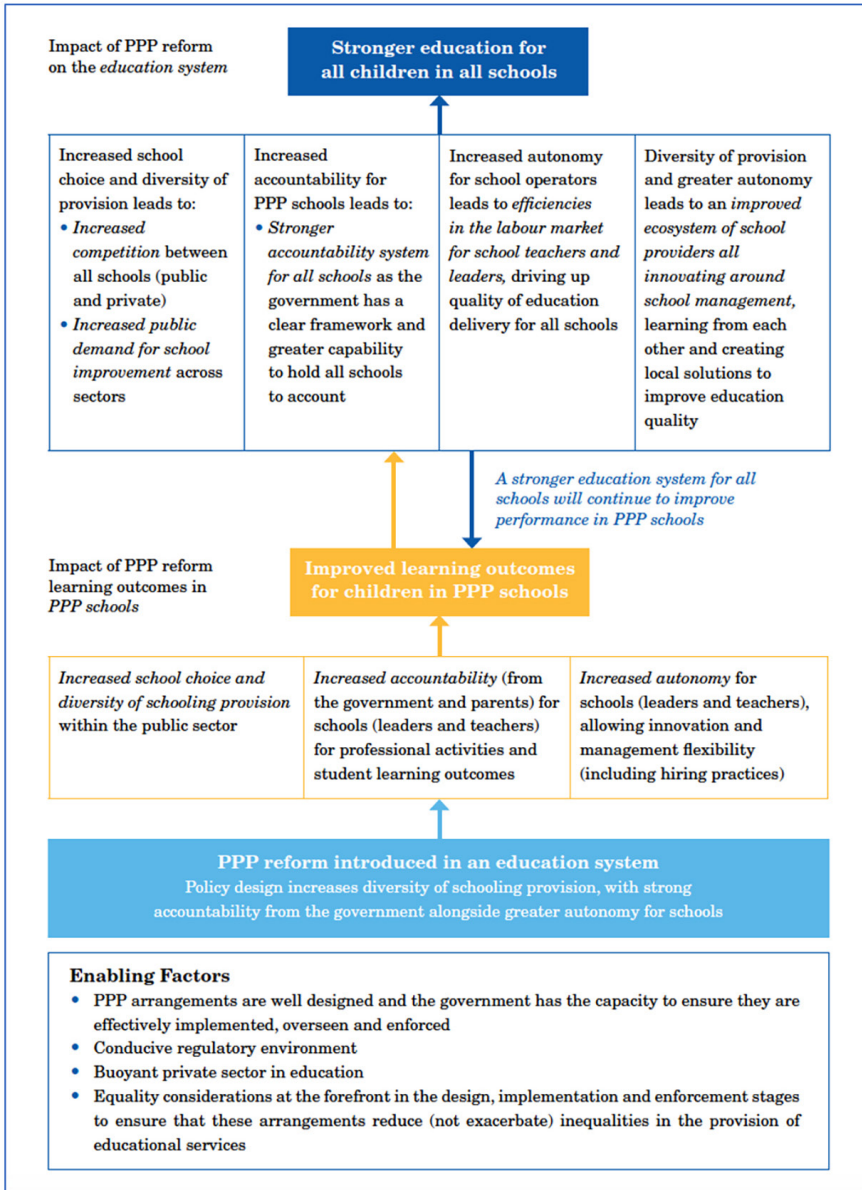 Impact of PPP reform
on the education system
Stronger education for
all children in all schools
Increased school
choice and diversity of
provision leads to:
• Increased
competition between
all schools (public
and private)
• Increased public
demand for school
improvement across
sectors
Increased
accountability for
PPP schools leads to:
• Stronger
accountability system
for all schools as the
government has a
clear framework and
greater capability
to hold all schools
to account
Increased autonomy
for school operators
leads to efficiencies
in the labour market
for school teachers and
leaders, driving up
quality of education
delivery for all schools
Diversity of provision
and greater autonomy
leads to an improved
ecosystem of school
providers all
innovating around
school management,
learning from each
other and creating
local solutions to
improve education
quality
A stronger education system for all
schools will continue to improve
performance in PPP schools
Impact of PPP reform
learning outcomes in
PPP schools
Improved learning outcomes
for children in PPP schools
Increased school choice and
diversity of schooling provision
within the public sector
Increased accountability (from
the government and parents) for
schools (leaders and teachers)
for professional activities and
student learning outcomes
Increased autonomy for
schools (leaders and teachers),
allowing innovation and
management flexibility
(including hiring practices)
PPP reform introduced in an education system
Policy design increases diversity of schooling provision, with strong
accountability from the government alongside greater autonomy for schools
Enabling Factors
• PPP arrangements are well designed and the government has the capacity to ensure they are
effectively implemented, overseen and enforced
• Conducive regulatory environment
• Buoyant private sector in education
• Equality considerations at the forefront in the design, implementation and enforcement stages
to ensure that these arrangements reduce (not exacerbate) inequalities in the provision of
educational services